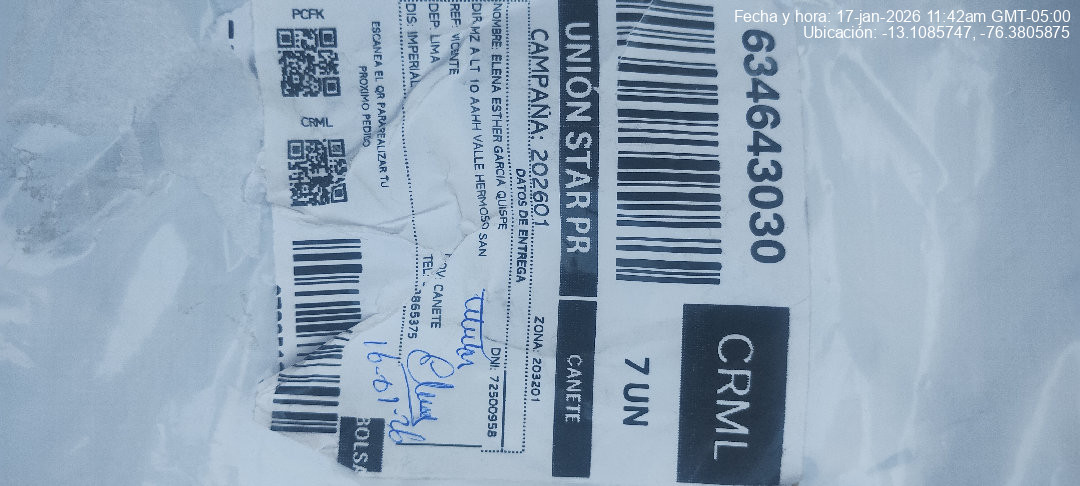 Fecha y hora: 17-jan-2026 11:42am GMT-05:00
Ubicación: -13.1085747, -76.3805875
634643030
CRML
7 UN
UNIÓN STAR PR
CANETE
CAMPAÑA: 202601
ZONA: 203201
DATOS DE ENTREGA
NOMBRE: ELENA ESTHER GARCIA QUISPE
DNI: 72500958
DIR: MZ A LT 10 AAHH VALLE HERMOSO SAN
VICENTE
REF:
Titular
DEP: LIMA
OV: CANETE
DIS: IMPERIAL
TEL:
865375
16-01-26
ESCANEA EL QR PARA REALIZAR TU
PROXIMO PEDIDO
PCFK
CRML
BOLSA